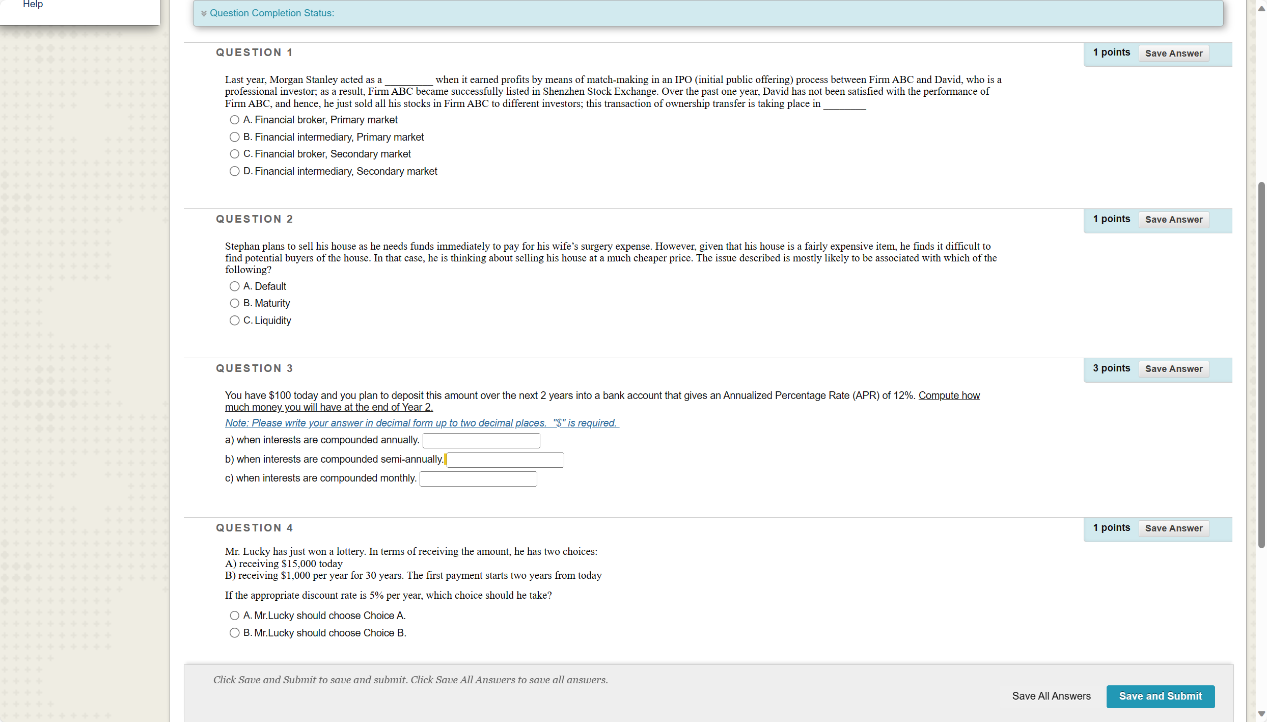 Help
Question Completion Status:
QUESTION 1
1 points
Save Answer
Last year, Morgan Stanley acted as a _________ when it earned profits by means of match-making in an IPO (initial public offering) process between Firm ABC and David, who is a
professional investor; as a result, Firm ABC became successfully listed in Shenzhen Stock Exchange. Over the past one year, David has not been satisfied with the performance of
Firm ABC, and hence, he just sold all his stocks in Firm ABC to different investors; this transaction of ownership transfer is taking place in ________
A. Financial broker, Primary market
B. Financial intermediary, Primary market
C. Financial broker, Secondary market
D. Financial intermediary, Secondary market
QUESTION 2
1 points
Save Answer
Stephan plans to sell his house as he needs funds immediately to pay for his wife's surgery expense. However, given that his house is a fairly expensive item, he finds it difficult to
find potential buyers of the house. In that case, he is thinking about selling his house at a much cheaper price. The issue described is mostly likely to be associated with which of the
following?
A. Default
B. Maturity
C. Liquidity
QUESTION 3
3 points
Save Answer
You have $100 today and you plan to deposit this amount over the next 2 years into a bank account that gives an Annualized Percentage Rate (APR) of 12%. Compute how
much money you will have at the end of Year 2.
Note: Please write your answer in decimal form up to two decimal places. "$" is required.
a) when interests are compounded annually.
b) when interests are compounded semi-annually.
c) when interests are compounded monthly.
QUESTION 4
1 points
Save Answer
Mr. Lucky has just won a lottery. In terms of receiving the amount, he has two choices:
A) receiving $15,000 today
B) receiving $1,000 per year for 30 years. The first payment starts two years from today
If the appropriate discount rate is 5% per year, which choice should he take?
A. Mr.Lucky should choose Choice A.
B. Mr.Lucky should choose Choice B.
Click Save and Submit to save and submit. Click Save All Answers to save all answers.
Save All Answers
Save and Submit